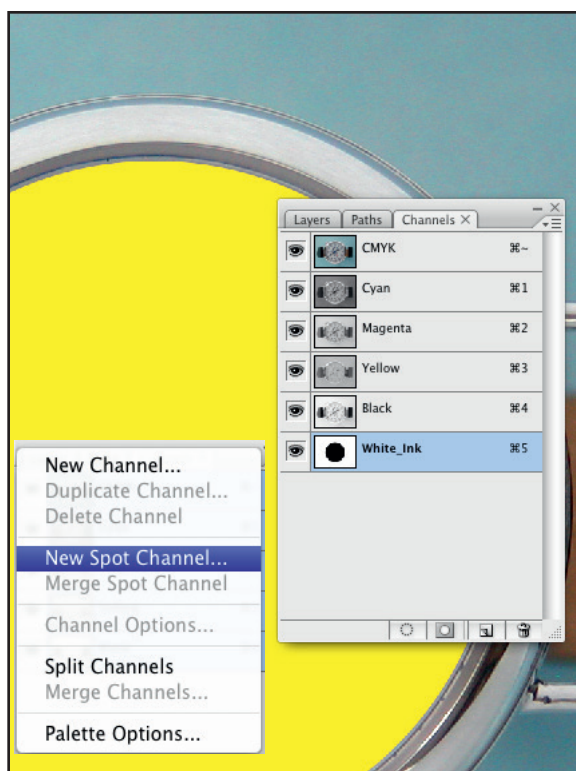 Layers Paths Channels ×
CMYK ⌘~
Cyan ⌘1
Magenta ⌘2
Yellow ⌘3
Black ⌘4
White_Ink ⌘5
New Channel...
Duplicate Channel...
Delete Channel
New Spot Channel...
Merge Spot Channel
Channel Options...
Split Channels
Merge Channels...
Palette Options...